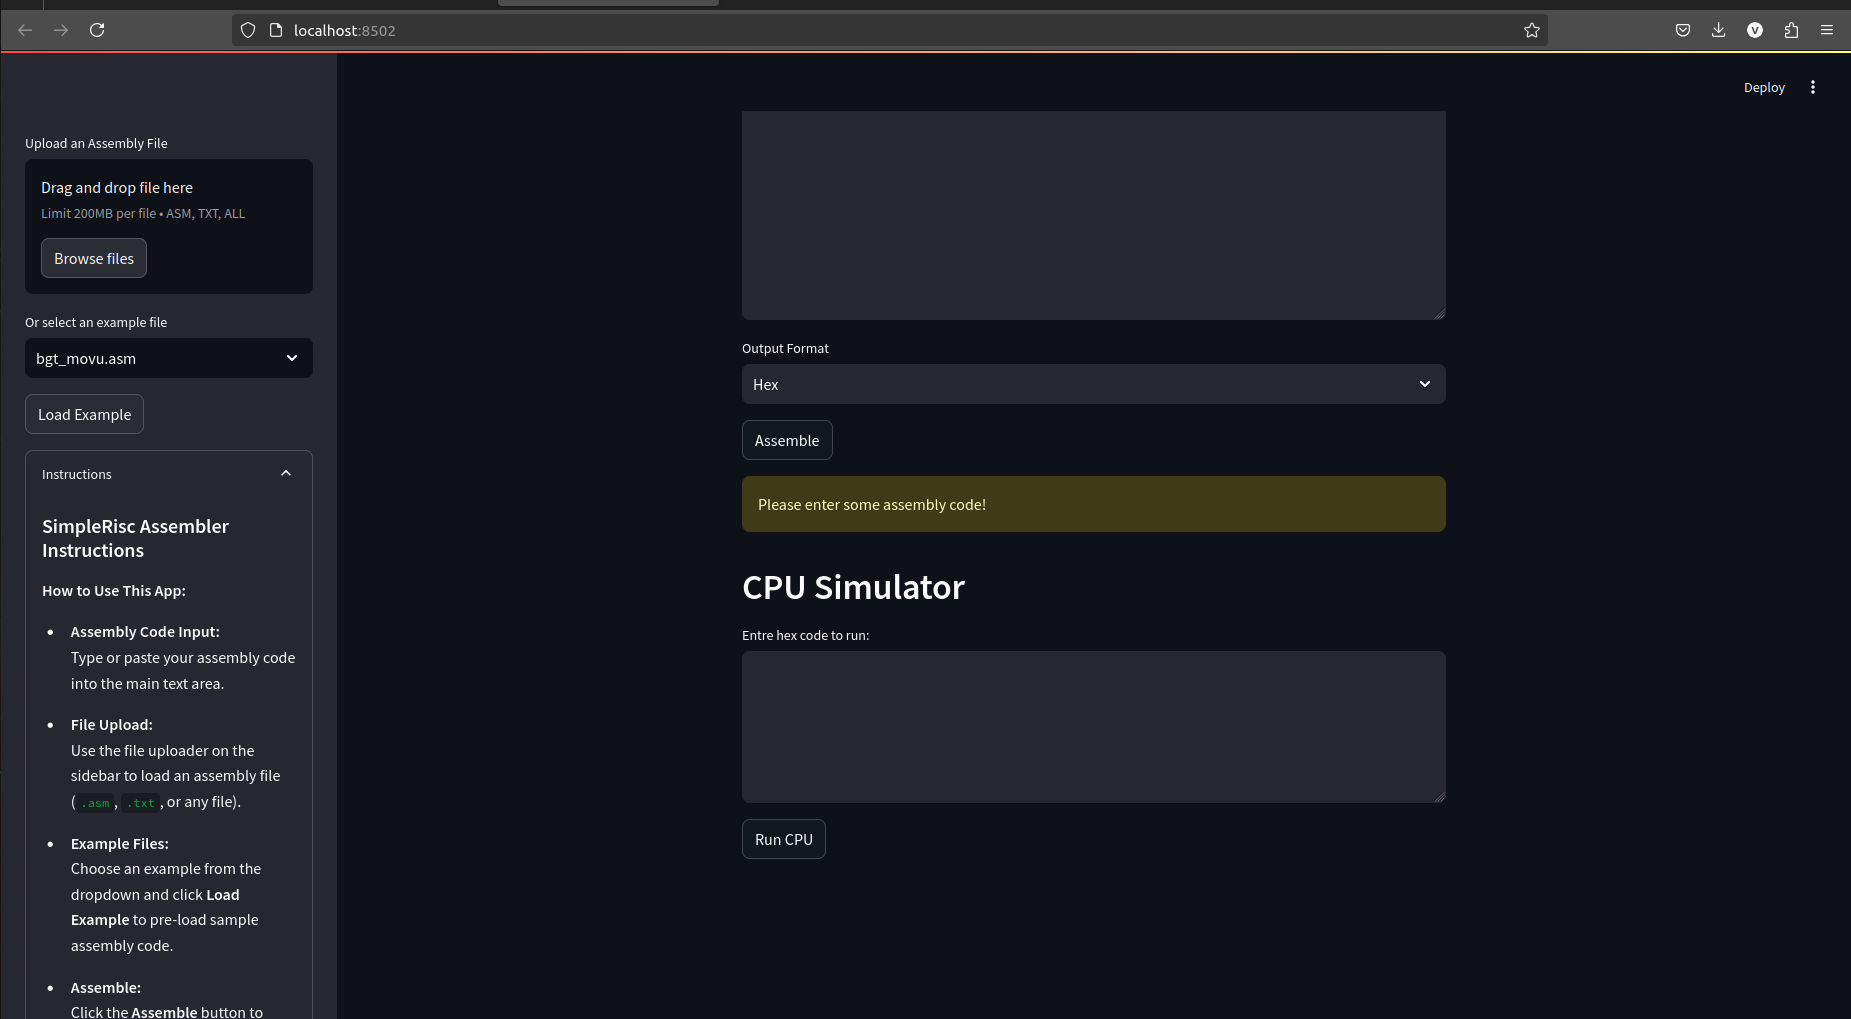 localhost:8502
V
Deploy
Upload an Assembly File
Drag and drop file here
Limit 200MB per file • ASM, TXT, ALL
Browse files
Or select an example file
bgt_movu.asm
Load Example
Instructions
SimpleRisc Assembler
Instructions
How to Use This App:
• Assembly Code Input:
Type or paste your assembly code
into the main text area.
• File Upload:
Use the file uploader on the
sidebar to load an assembly file
( .asm , .txt , or any file).
• Example Files:
Choose an example from the
dropdown and click Load
Example to pre-load sample
assembly code.
• Assemble:
Click the Assemble button to
Output Format
Hex
Assemble
Please enter some assembly code!
CPU Simulator
Entre hex code to run:
Run CPU